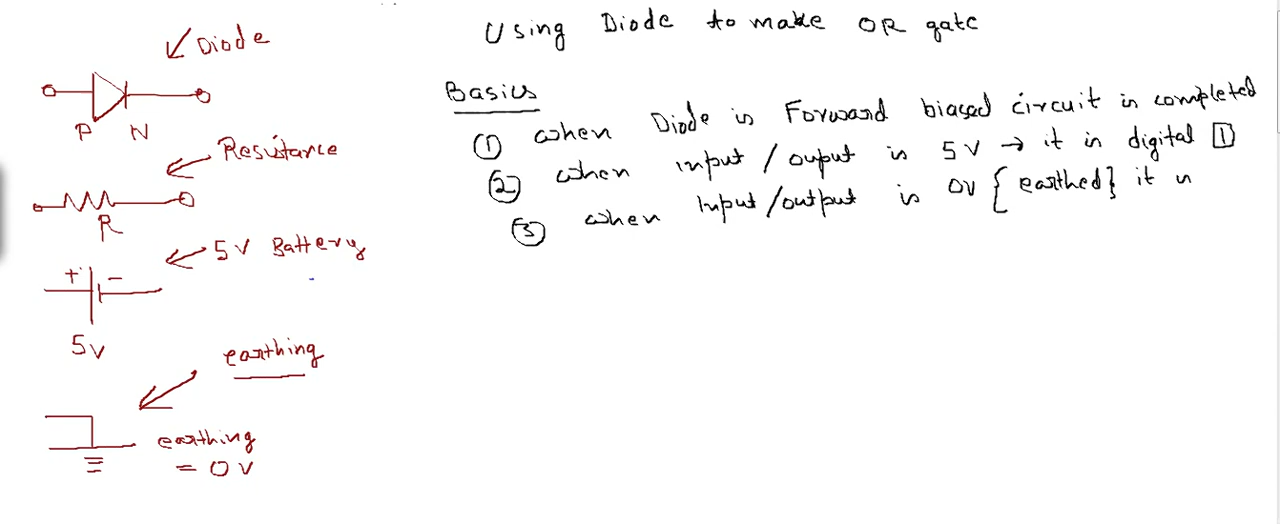 Using Diode to make OR gate
Diode
P N
Resistance
R
5V Battery
+ -
5V
earthing
earthing
= 0V
Basics
① when Diode is Forward biased circuit is completed
② when input / ouput is 5V → it is digital 1
③ when Input /output is 0V { earthed} it is